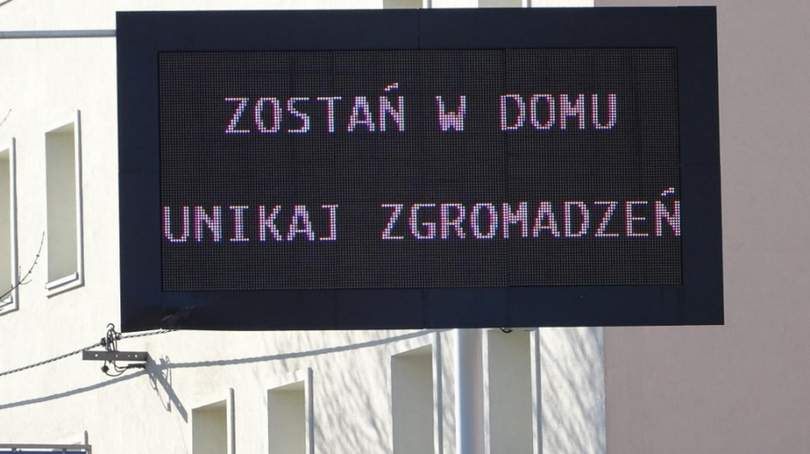 ZOSTAŃ W DOMU
UNIKAJ ZGROMADZEŃ